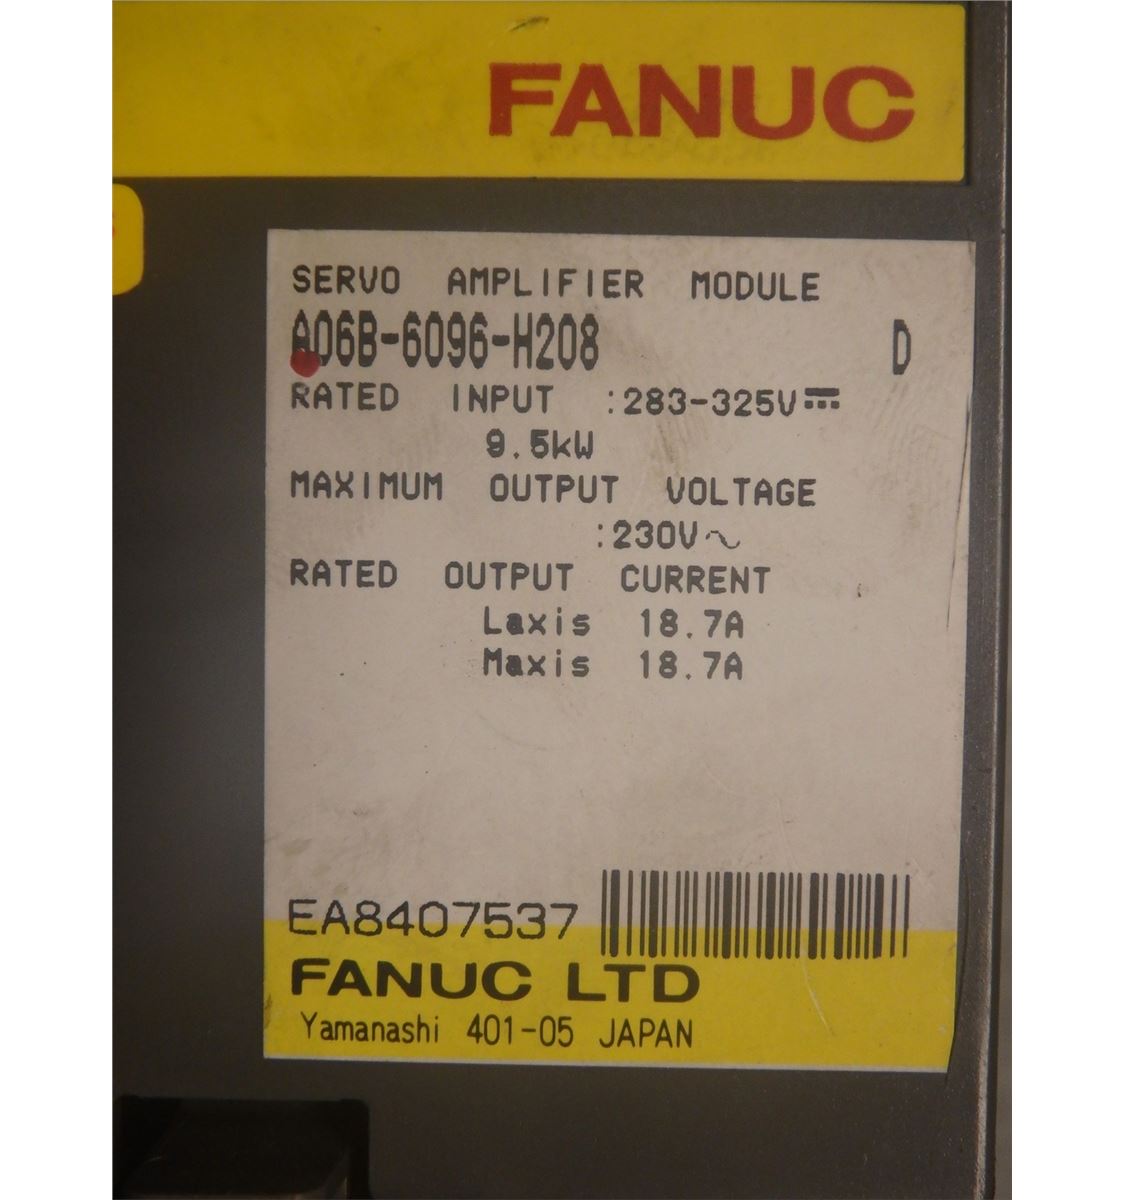 FANUC
SERVO AMPLIFIER MODULE
A06B-6096-H208 D
RATED INPUT :283-325V⎓
9.5kW
MAXIMUM OUTPUT VOLTAGE
:230V~
RATED OUTPUT CURRENT
Laxis 18.7A
Maxis 18.7A
EA8407537
FANUC LTD
Yamanashi 401-05 JAPAN